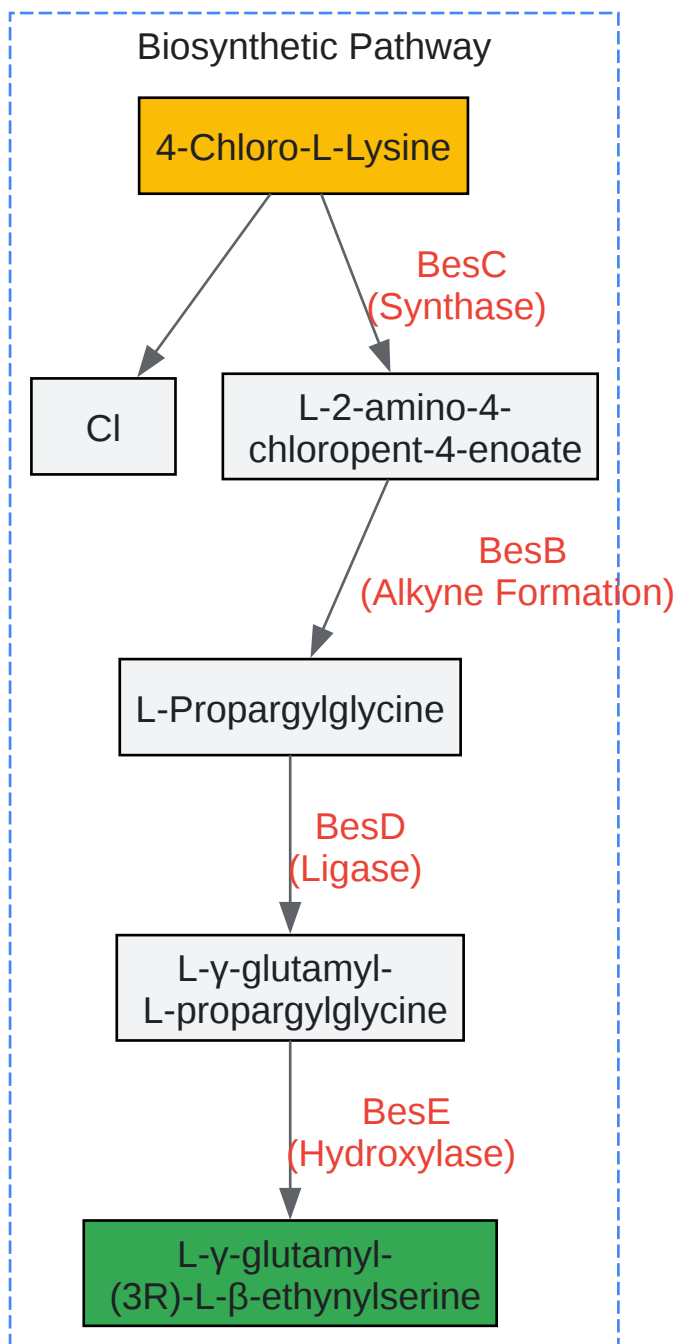 Biosynthetic Pathway
4-Chloro-L-Lysine
BesC
(Synthase)
Cl
L-2-amino-4-
chloropent-4-enoate
BesB
(Alkyne Formation)
L-Propargylglycine
BesD
(Ligase)
L-γ-glutamyl-
L-propargylglycine
BesE
(Hydroxylase)
L-γ-glutamyl-
(3R)-L-β-ethynylserine